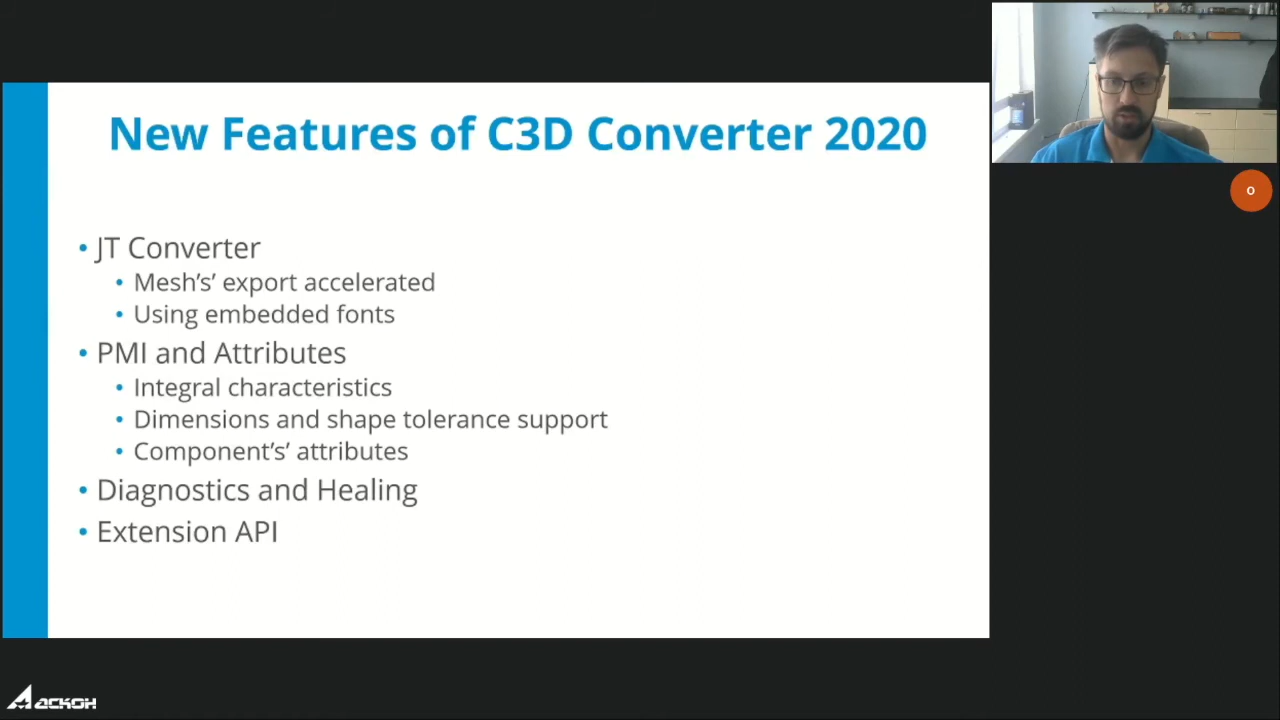 New Features of C3D Converter 2020
• JT Converter
• Mesh’s’ export accelerated
• Using embedded fonts
• PMI and Attributes
• Integral characteristics
• Dimensions and shape tolerance support
• Component’s’ attributes
• Diagnostics and Healing
• Extension API
O
АСКОН